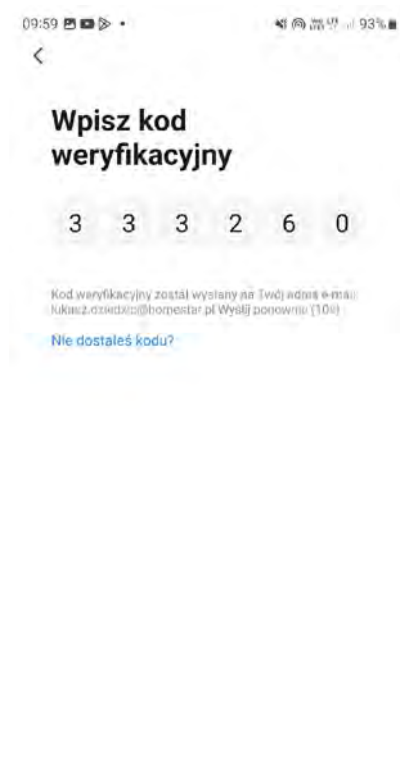 09:59 93%
Wpisz kod
weryfikacyjny
3 3 3 2 6 0
Kod weryfikacyjny został wysłany na Twój adres e-mail
Wyślij ponownie
Nie dostałeś kodu?